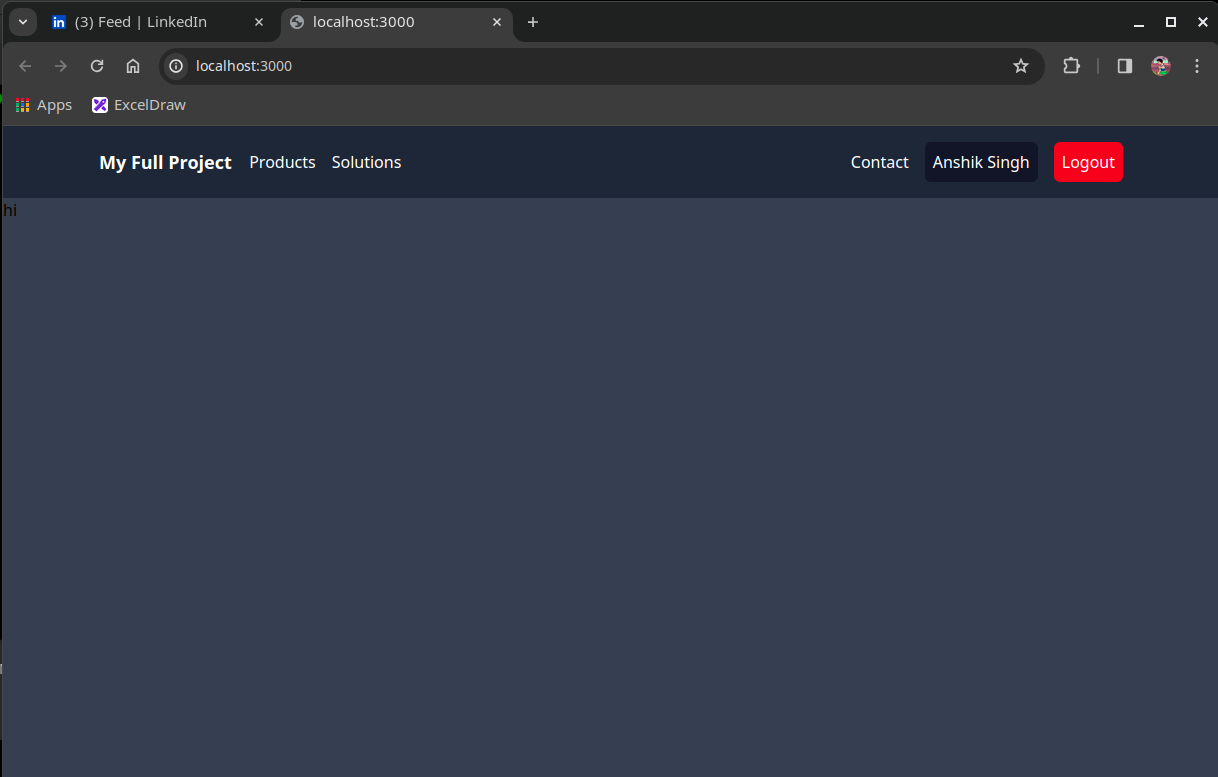 (3) Feed | LinkedIn
localhost:3000
localhost:3000
Apps
ExcelDraw
My Full Project Products Solutions Contact Anshik Singh Logout
hi